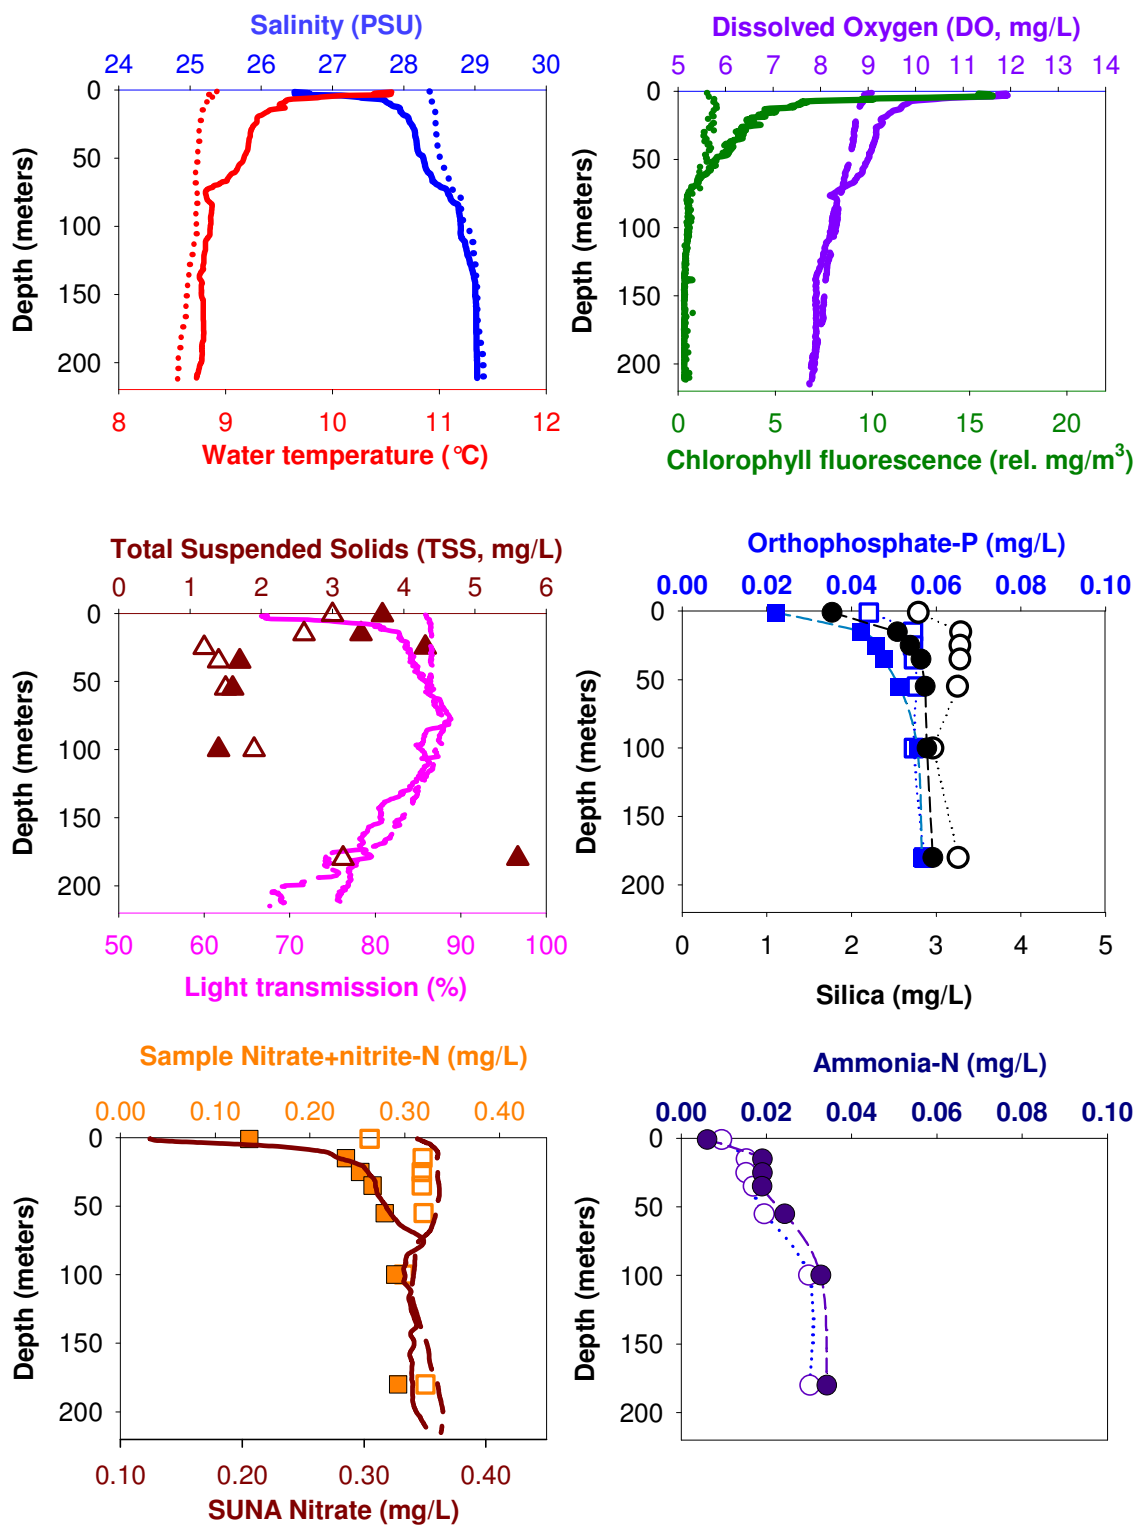 Salinity (PSU)
24 25 26 27 28 29 30
0
50
100
150
200
Depth (meters)
8 9 10 11 12
Water temperature (°C)
Dissolved Oxygen (DO, mg/L)
5 6 7 8 9 10 11 12 13 14
0
50
100
150
200
Depth (meters)
0 5 10 15 20
Chlorophyll fluorescence (rel. mg/m³)
Total Suspended Solids (TSS, mg/L)
0 1 2 3 4 5 6
0
50
100
150
200
Depth (meters)
50 60 70 80 90 100
Light transmission (%)
Orthophosphate-P (mg/L)
0.00 0.02 0.04 0.06 0.08 0.10
0
50
100
150
200
Depth (meters)
0 1 2 3 4 5
Silica (mg/L)
Sample Nitrate+nitrite-N (mg/L)
0.00 0.10 0.20 0.30 0.40
0
50
100
150
200
Depth (meters)
0.10 0.20 0.30 0.40
SUNA Nitrate (mg/L)
Ammonia-N (mg/L)
0.00 0.02 0.04 0.06 0.08 0.10
0
50
100
150
200
Depth (meters)